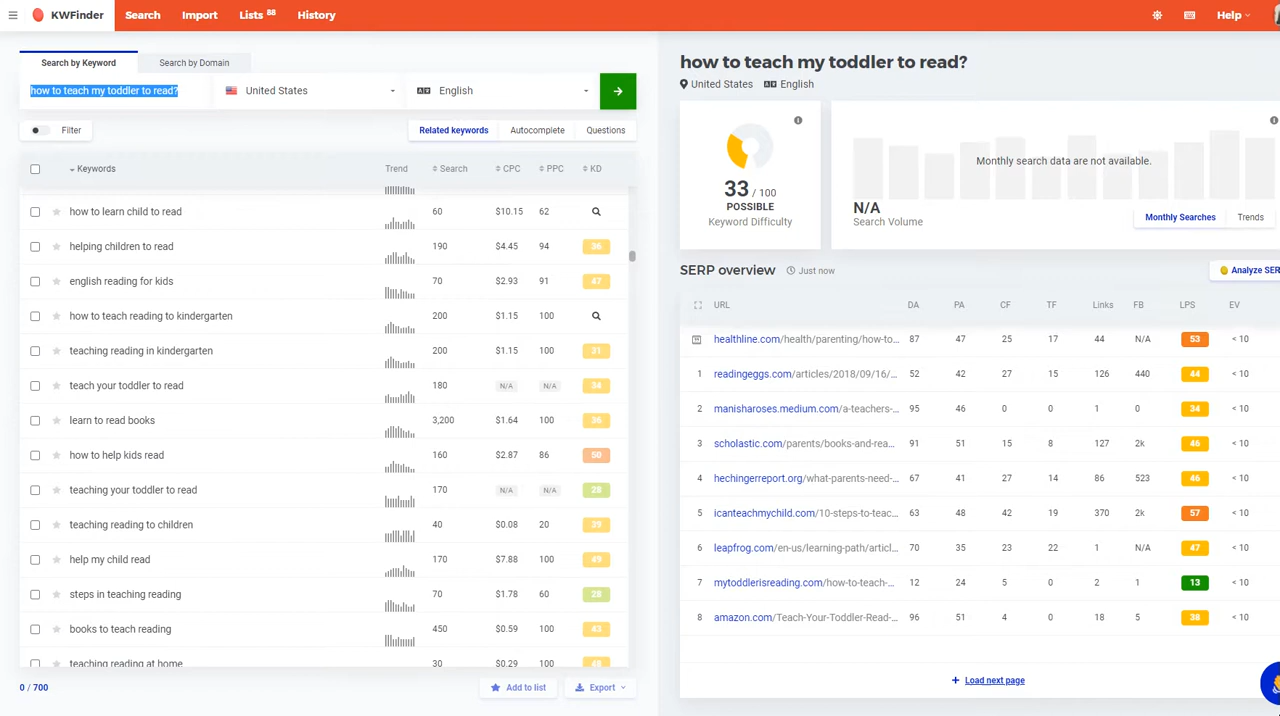 KWFinder Search Import Lists 88 History Help
Search by Keyword Search by Domain
how to teach my toddler to read? United States English
Filter Related keywords Autocomplete Questions
Keywords Trend Search CPC PPC KD
how to learn child to read 60 $10.15 62
helping children to read 190 $4.45 94 36
english reading for kids 70 $2.93 91 47
how to teach reading to kindergarten 200 $1.15 100
teaching reading in kindergarten 200 $1.15 100 31
teach your toddler to read 180 N/A N/A 34
learn to read books 3,200 $1.64 100 36
how to help kids read 160 $2.87 86 50
teaching your toddler to read 170 N/A N/A 28
teaching reading to children 40 $0.08 20 39
help my child read 170 $7.88 100 49
steps in teaching reading 70 $1.78 60 28
books to teach reading 450 $0.59 100 43
teaching reading at home 30 $0.29 100
0 / 700 Add to list Export
how to teach my toddler to read?
United States English
33 / 100
POSSIBLE
Keyword Difficulty
Monthly search data are not available.
N/A
Search Volume
Monthly Searches Trends
SERP overview Just now Analyze SER
URL DA PA CF TF Links FB LPS EV
healthline.com/health/parenting/how-to... 87 47 25 17 44 N/A 53 < 10
1 readingeggs.com/articles/2018/09/16/... 52 42 27 15 126 440 44 < 10
2 manisharoses.medium.com/a-teachers-... 95 46 0 0 1 0 34 < 10
3 scholastic.com/parents/books-and-rea... 91 51 15 8 127 2k 46 < 10
4 hechingerreport.org/what-parents-need-... 67 41 27 14 86 523 46 < 10
5 icanteachmychild.com/10-steps-to-teac... 63 48 42 19 370 2k 57 < 10
6 leapfrog.com/en-us/learning-path/articl... 70 35 23 22 1 N/A 47 < 10
7 mytoddlerisreading.com/how-to-teach-... 12 24 5 0 2 1 13 < 10
8 amazon.com/Teach-Your-Toddler-Read-... 96 51 4 0 18 5 38 < 10
+ Load next page